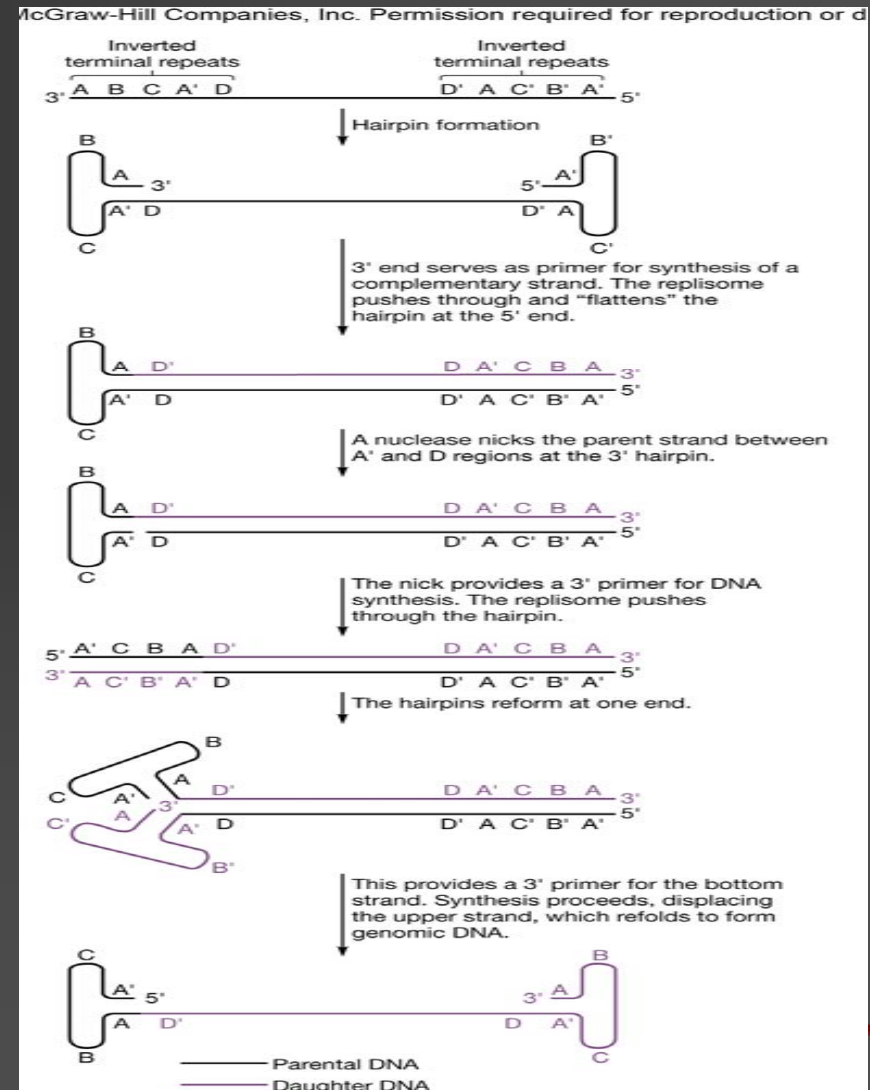 McGraw-Hill Companies, Inc. Permission required for reproduction or d
Inverted
terminal repeats
Inverted
terminal repeats
3' A B C A' D D' A C' B' A' 5'
Hairpin formation
B B'
A 3' 5' A'
A' D D' A
C C'
3' end serves as primer for synthesis of a
complementary strand. The replisome
pushes through and “flattens” the
hairpin at the 5' end.
B
A D' D A' C B A 3'
A' D D' A C' B' A' 5'
C
A nuclease nicks the parent strand between
A' and D regions at the 3' hairpin.
B
A D' D A' C B A 3'
A' D D' A C' B' A' 5'
C
The nick provides a 3' primer for DNA
synthesis. The replisome pushes
through the hairpin.
5' A' C B A D' D A' C B A 3'
3' A C' B' A' D D' A C' B' A' 5'
The hairpins reform at one end.
B
A D' D A' C B A 3'
C A' 3'
C' A A' D D' A C' B' A' 5'
B'
This provides a 3' primer for the bottom
strand. Synthesis proceeds, displacing
the upper strand, which refolds to form
genomic DNA.
C B
A' 5' 3' A
A D' D A'
B C
Parental DNA
Daughter DNA